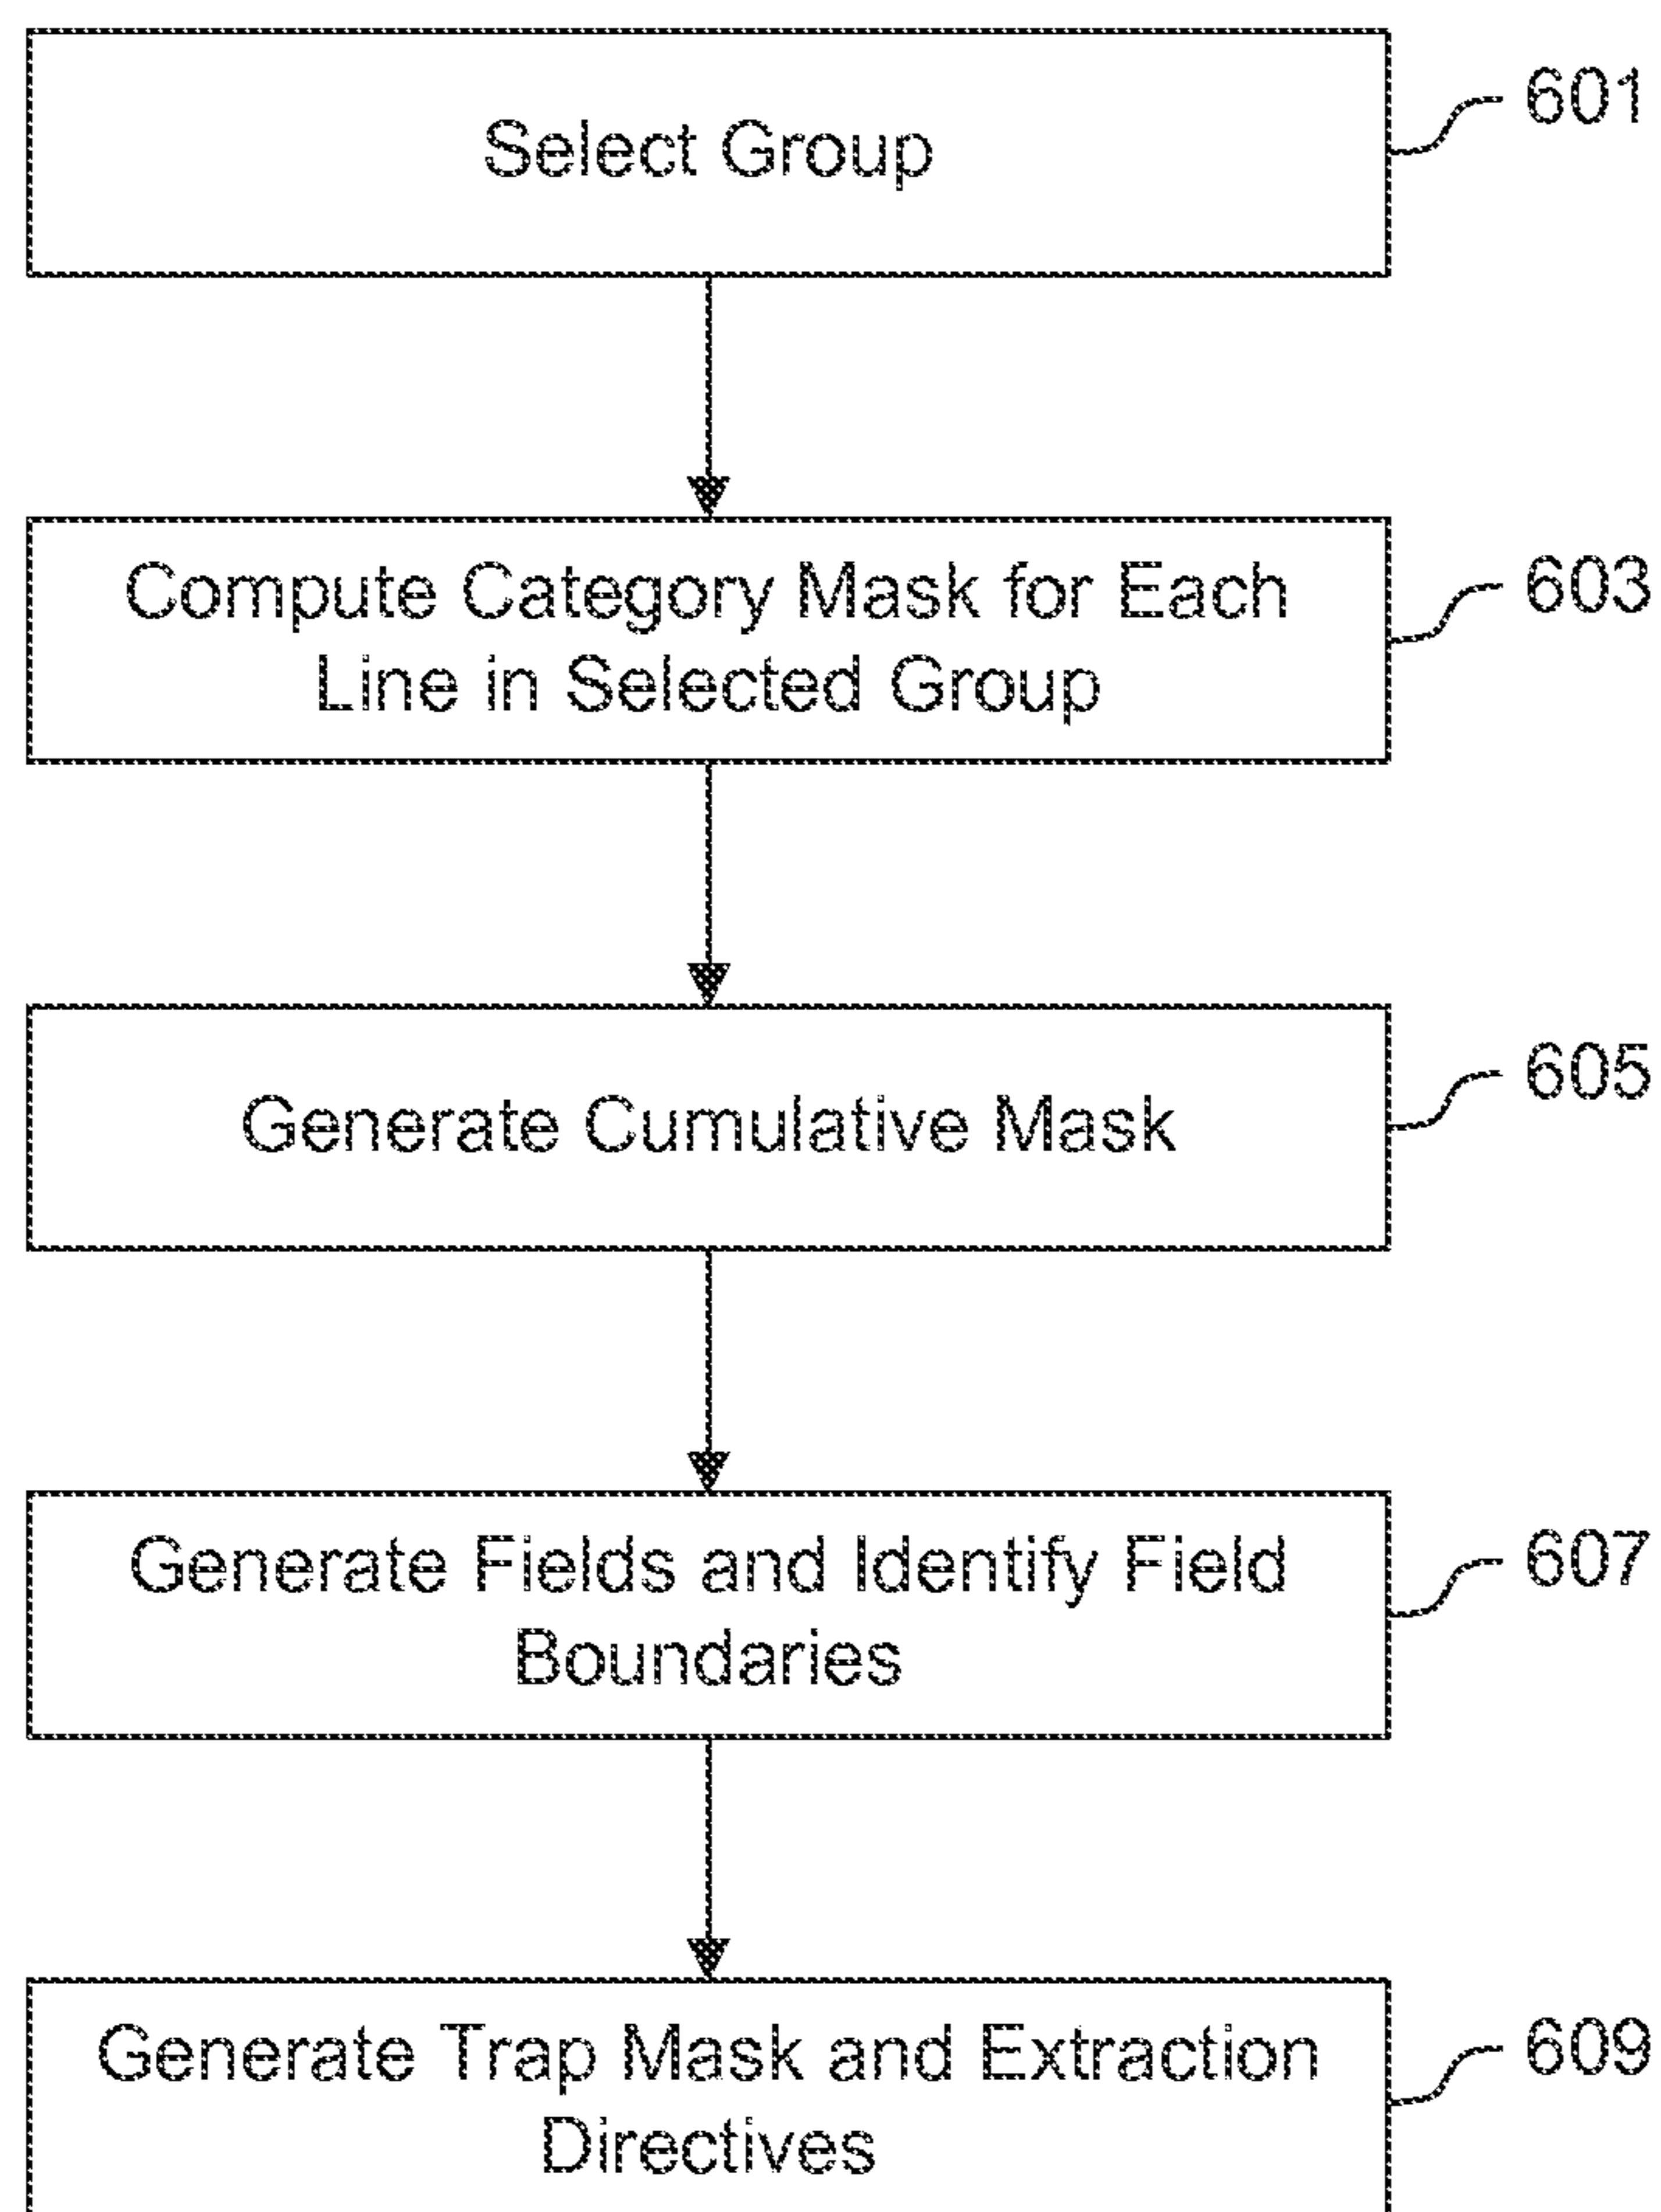 Select Group
601
Compute Category Mask for Each
Line in Selected Group
603
Generate Cumulative Mask
605
Generate Fields and Identify Field
Boundaries
607
Generate Trap Mask and Extraction
Directives
609